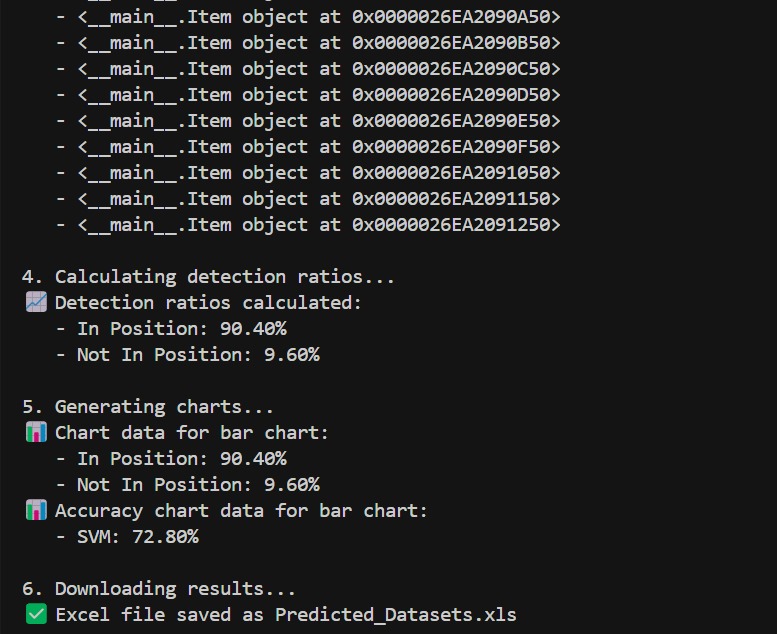 - <__main__.Item object at 0x0000026EA2090A50>
- <__main__.Item object at 0x0000026EA2090B50>
- <__main__.Item object at 0x0000026EA2090C50>
- <__main__.Item object at 0x0000026EA2090D50>
- <__main__.Item object at 0x0000026EA2090E50>
- <__main__.Item object at 0x0000026EA2090F50>
- <__main__.Item object at 0x0000026EA2091050>
- <__main__.Item object at 0x0000026EA2091150>
- <__main__.Item object at 0x0000026EA2091250>
4. Calculating detection ratios...
Detection ratios calculated:
- In Position: 90.40%
- Not In Position: 9.60%
5. Generating charts...
Chart data for bar chart:
- In Position: 90.40%
- Not In Position: 9.60%
Accuracy chart data for bar chart:
- SVM: 72.80%
6. Downloading results...
Excel file saved as Predicted_Datasets.xls